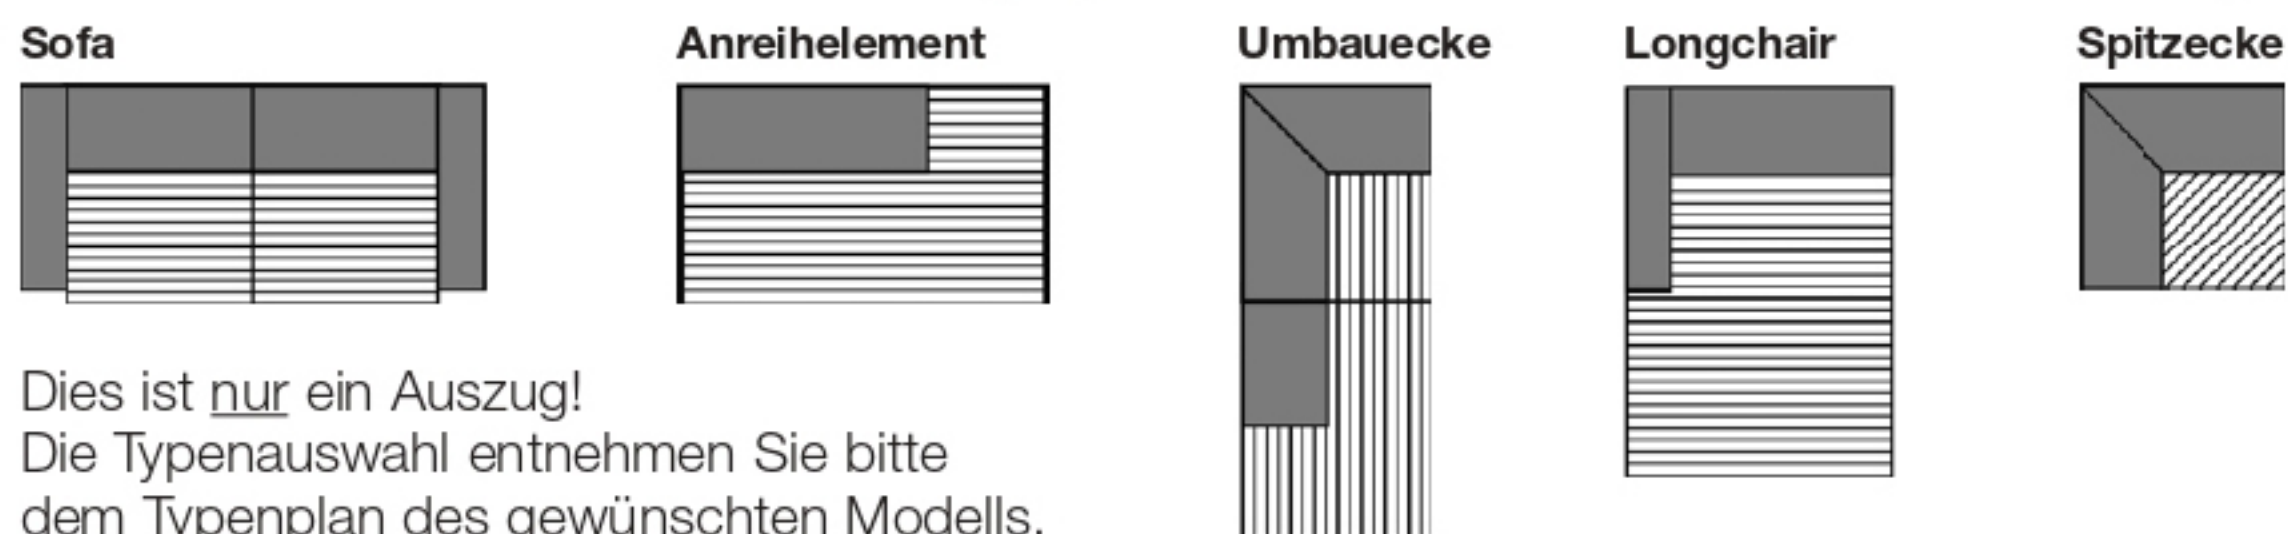 Sofa
Anreihelement
Umbauecke
Longchair
Spitzecke
Dies ist nur ein Auszug!
Die Typenauswahl entnehmen Sie bitte
dem Typenplan des gewünschten Modells.